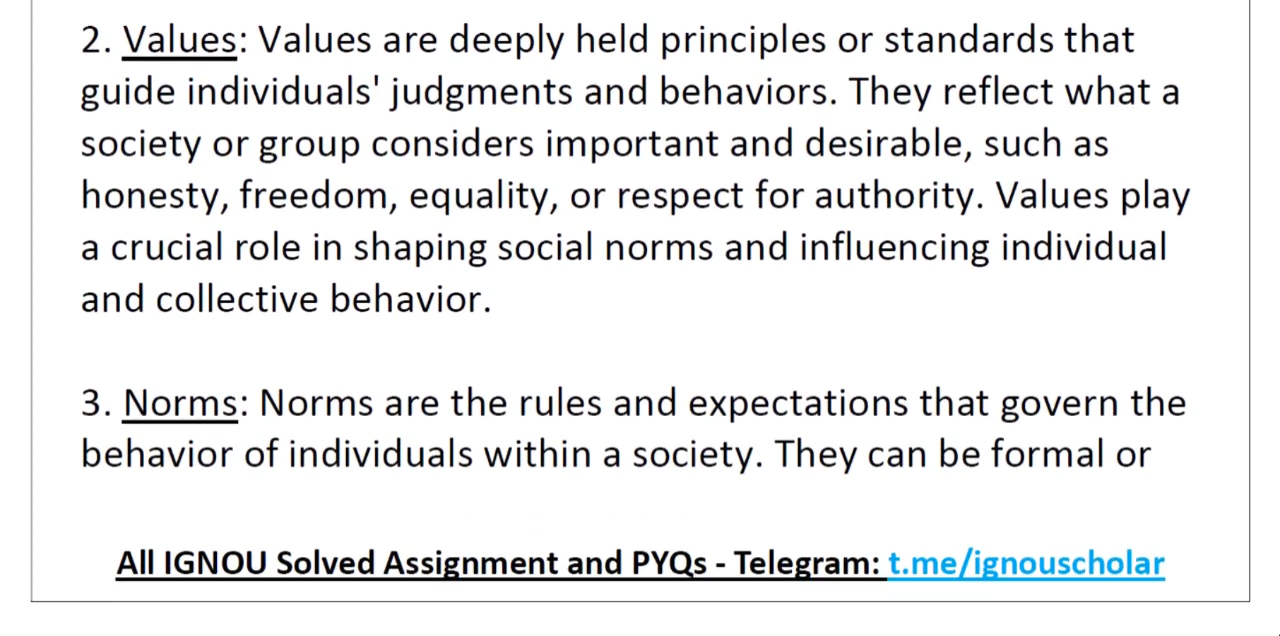 2. Values: Values are deeply held principles or standards that
guide individuals' judgments and behaviors. They reflect what a
society or group considers important and desirable, such as
honesty, freedom, equality, or respect for authority. Values play
a crucial role in shaping social norms and influencing individual
and collective behavior.
3. Norms: Norms are the rules and expectations that govern the
behavior of individuals within a society. They can be formal or
All IGNOU Solved Assignment and PYQs - Telegram: t.me/ignouscholar